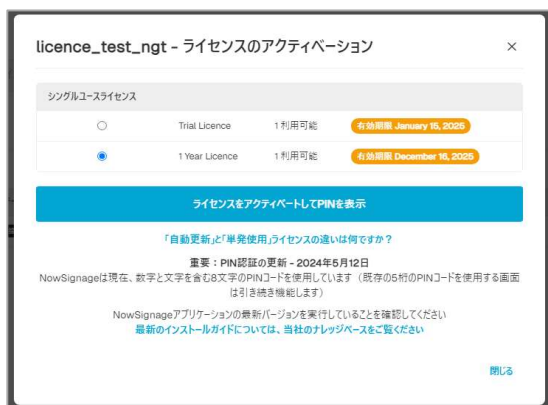 licence_test_ngt - ライセンスのアクティベーション ×
シングルユースライセンス
Trial Licence 1 利用可能 有効期限 January 15, 2025
1 Year Licence 1 利用可能 有効期限 December 16, 2025
ライセンスをアクティベートしてPINを表示
「自動更新」と「単発使用」ライセンスの違いは何ですか？
重要：PIN認証の更新 - 2024年5月12日
NowSignageは現在、数字と文字を含む8文字のPINコードを使用しています（既存の5桁のPINコードを使用する画面
は引き続き機能します）
NowSignageアプリケーションの最新バージョンを実行していることを確認してください
最新のインストールガイドについては、当社のナレッジベースをご覧ください
閉じる